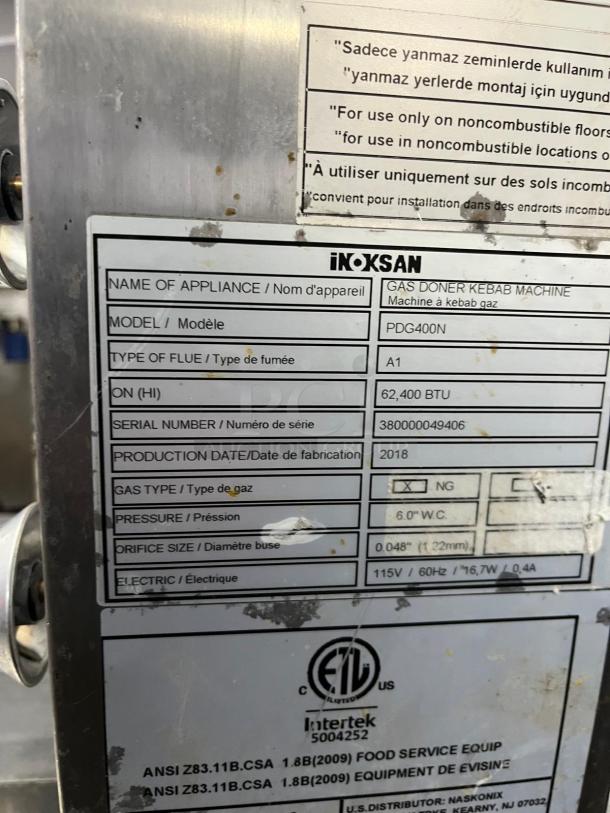 "Sadece yanmaz zeminlerde kullanım
"yanmaz yerlerde montaj için
"For use only on noncombustible floors
"for use in noncombustible locations
"À utiliser uniquement sur des sols
"convient pour installation dans des endroits
iNOKSAN
NAME OF APPLIANCE / Nom d'appareil GAS DONER KEBAB MACHINE
Machine à kebab gaz
MODEL / Modèle PDG400N
TYPE OF FLUE / Type de fumée A1
ON (HI) 62,400 BTU
SERIAL NUMBER / Numéro de série 380000049406
PRODUCTION DATE/Date de fabrication 2018
GAS TYPE / Type de gaz X NG
PRESSURE / Préssion 6.0" W.C.
ORIFICE SIZE / Diamètre buse 0.048" (1.22mm)
ELECTRIC / Électrique 115V / 60Hz / "16,7W / 0,4A
ETL
LISTED
C US
Intertek
5004252
ANSI Z83.11B.CSA 1.8B(2009) FOOD SERVICE EQUIP
ANSI Z83.11B.CSA 1.8B(2009) EQUIPMENT DE ÉVISINE
U.S.DISTRIBUTOR: NASKONIX
KEARNY, NJ 07032,